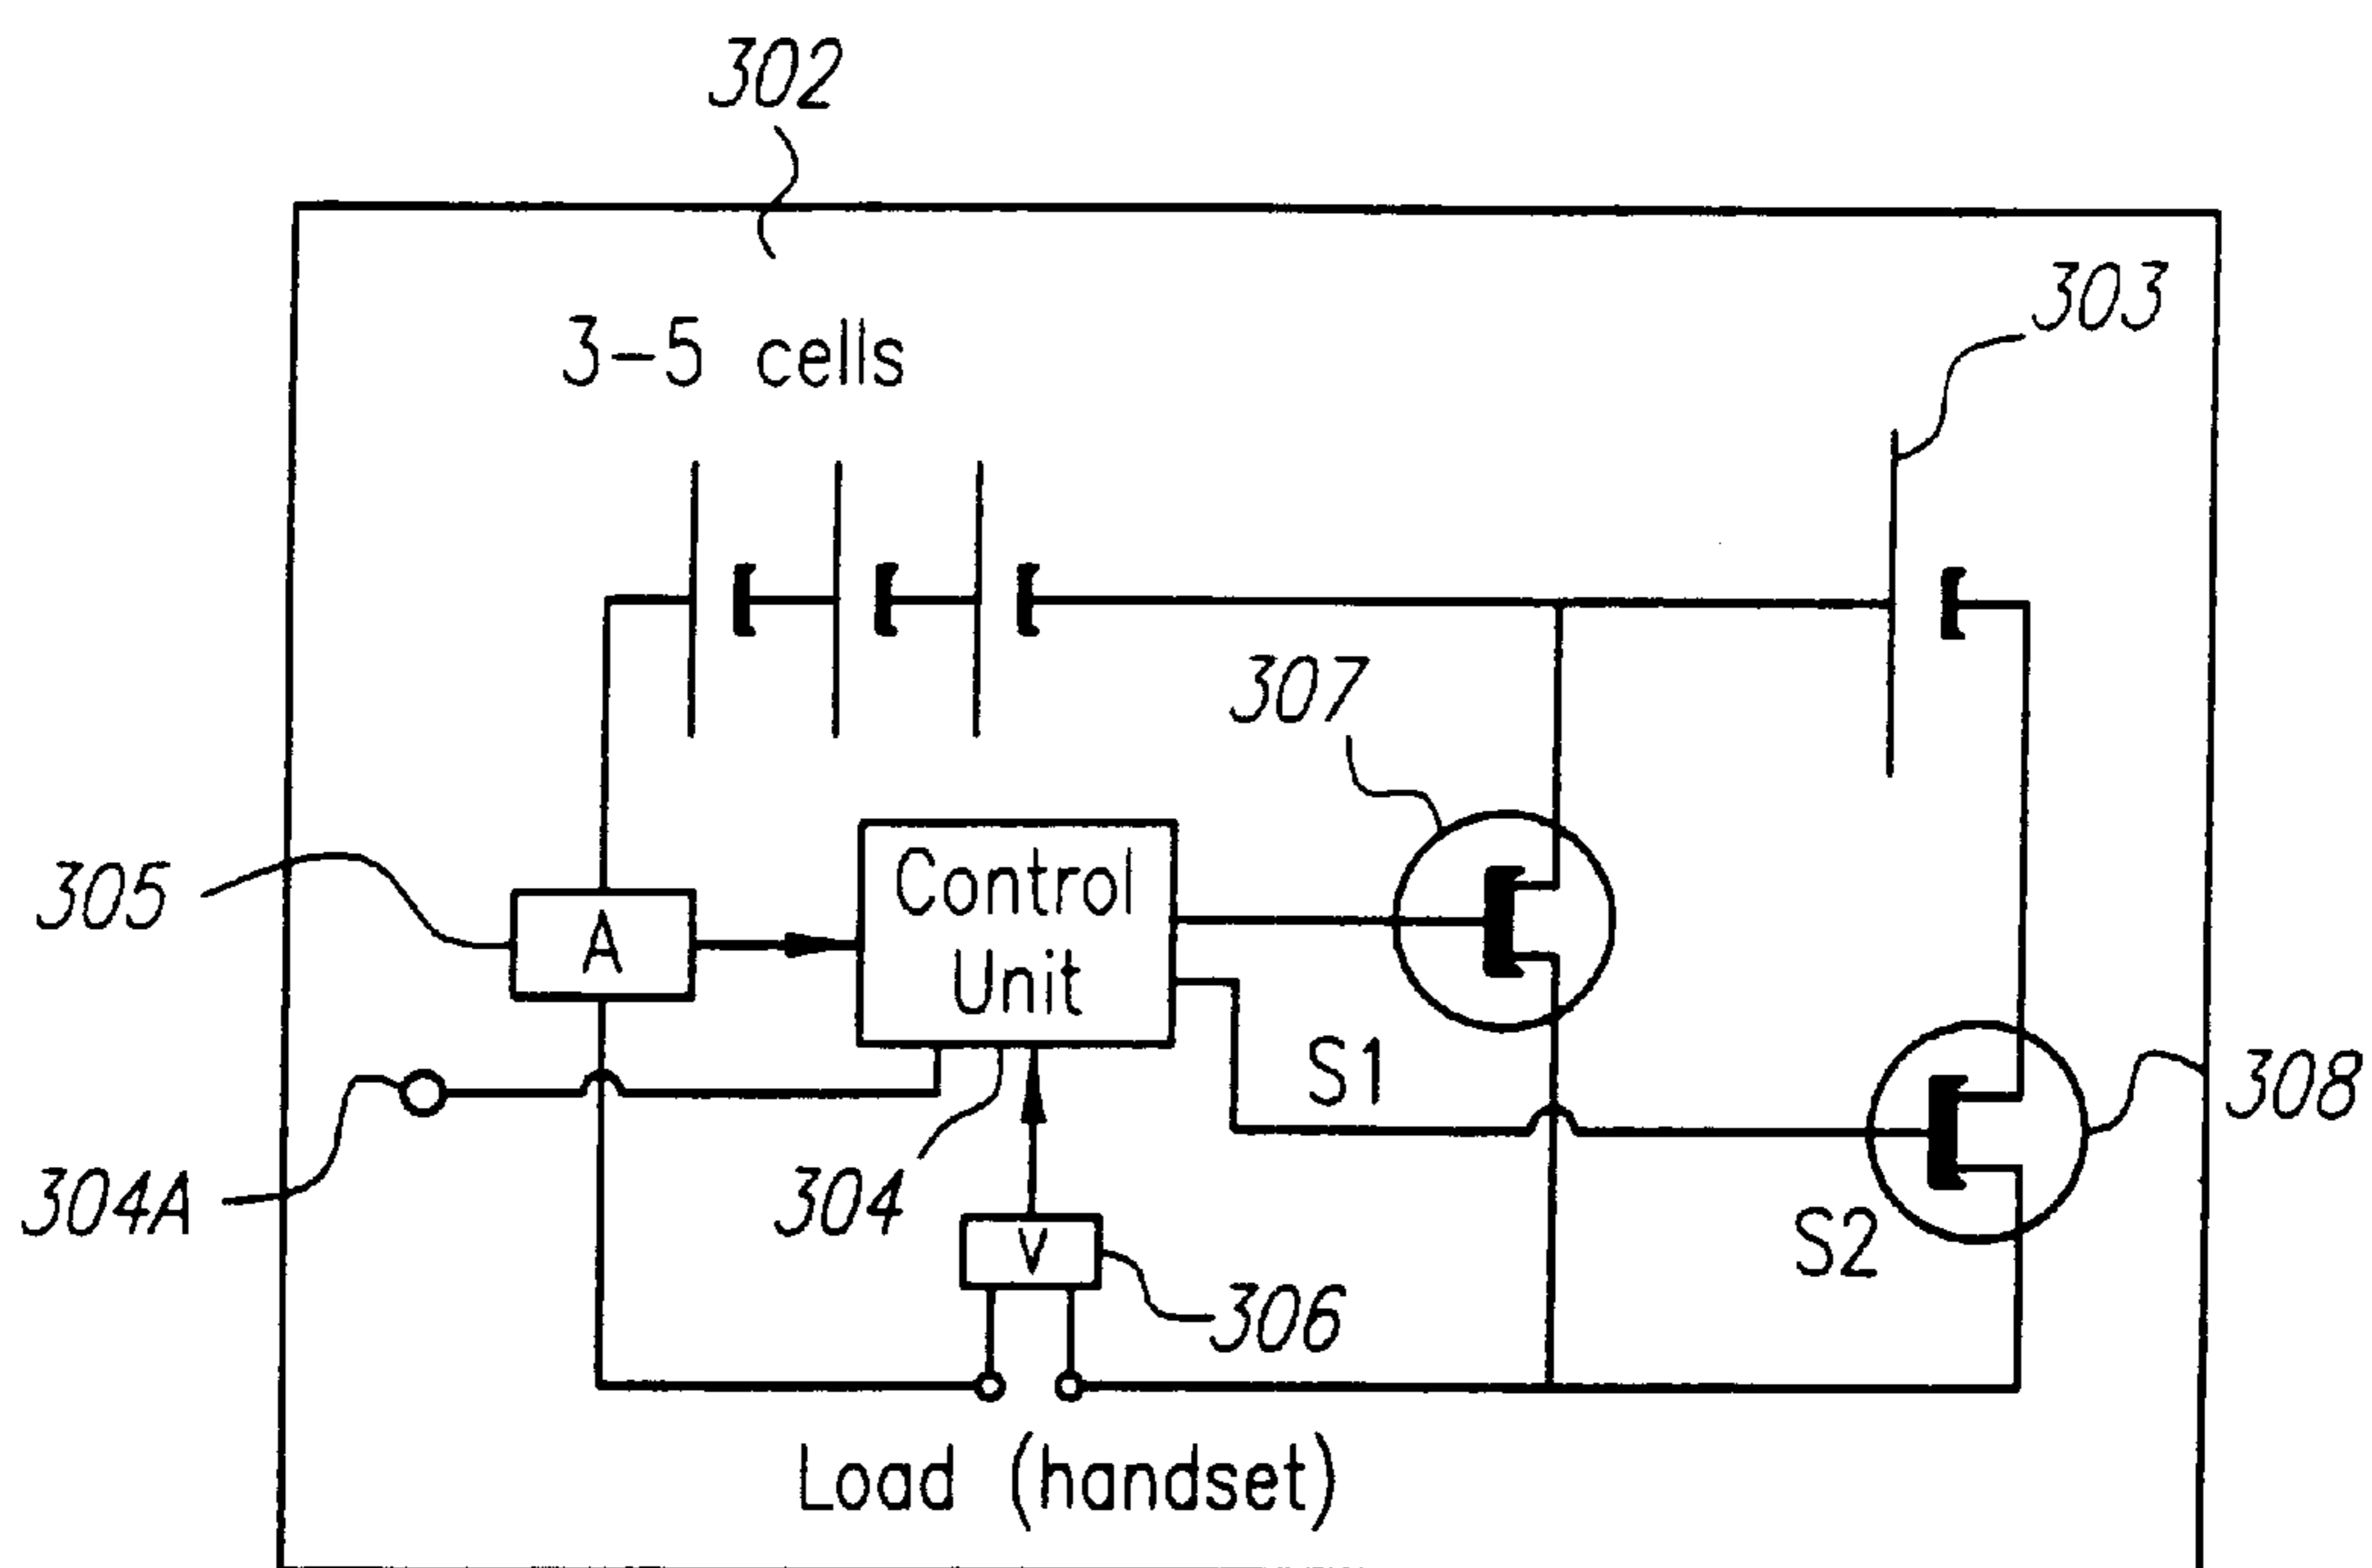 302
3-5 cells
303
307
305
A
Control
Unit
S1
304A
304
V
306
S2
308
Load (handset)